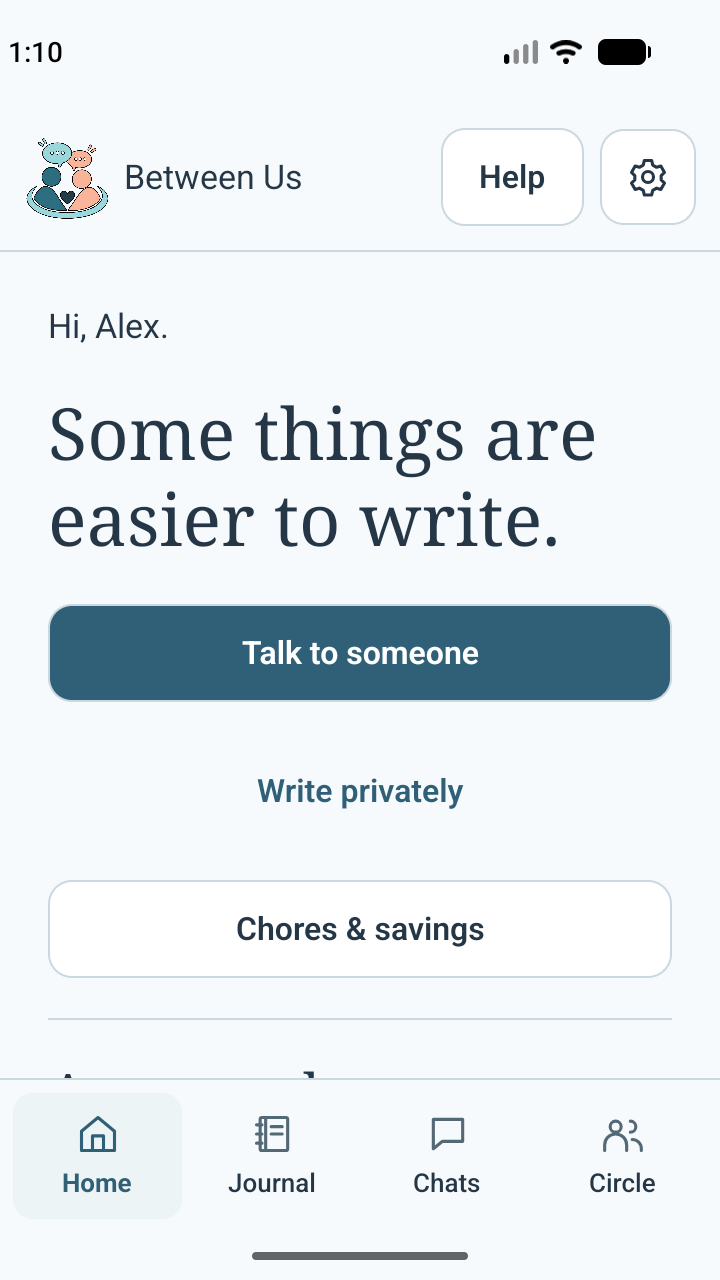 1:10
Between Us
Help
Hi, Alex.
Some things are
easier to write.
Talk to someone
Write privately
Chores & savings
Home
Journal
Chats
Circle